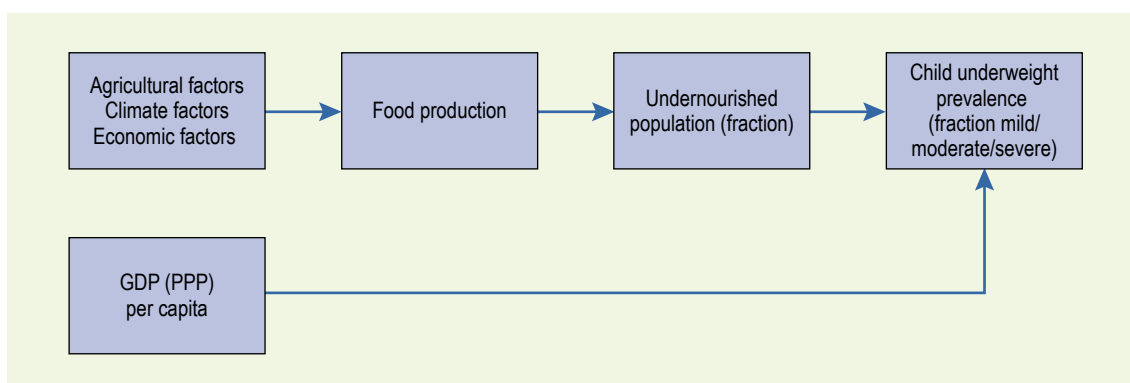 Agricultural factors
Climate factors
Economic factors
Food production
Undernourished
population (fraction)
Child underweight
prevalence
(fraction mild/
moderate/severe)
GDP (PPP)
per capita